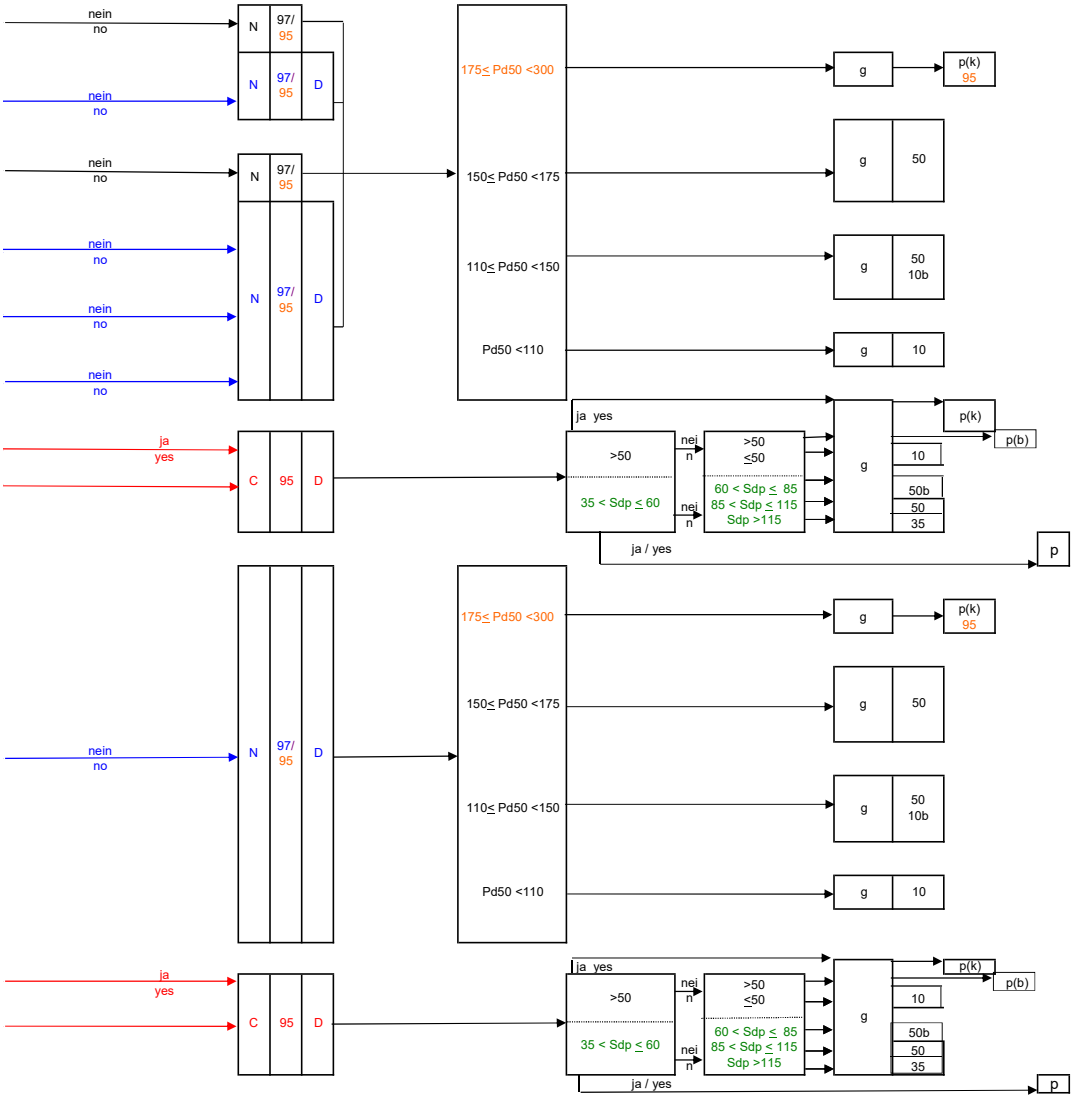 nein
no
N
97/
95
nein
no
N
97/
95
D
175≤ Pd50 <300
g
p(k)
95
nein
no
N
97/
95
150≤ Pd50 <175
g
50
nein
no
nein
no
nein
no
N
97/
95
D
110≤ Pd50 <150
g
50
10b
Pd50 <110
g
10
ja
yes
C
95
D
ja yes
>50
35 < Sdp ≤ 60
nei
n
nei
n
>50
≤50
60 < Sdp ≤ 85
85 < Sdp ≤ 115
Sdp >115
g
p(k)
p(b)
10
50b
50
35
ja / yes
p
nein
no
N
97/
95
D
175≤ Pd50 <300
g
p(k)
95
150≤ Pd50 <175
g
50
110≤ Pd50 <150
g
50
10b
Pd50 <110
g
10
ja
yes
C
95
D
ja yes
>50
35 < Sdp ≤ 60
nei
n
nei
n
>50
≤50
60 < Sdp ≤ 85
85 < Sdp ≤ 115
Sdp >115
g
p(k)
p(b)
10
50b
50
35
ja / yes
p